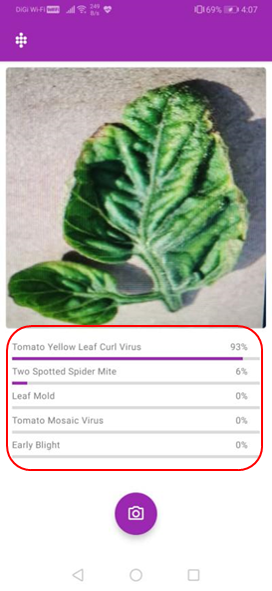 DiGi Wi-Fi 249 B/s 69% 4:07
Tomato Yellow Leaf Curl Virus 93%
Two Spotted Spider Mite 6%
Leaf Mold 0%
Tomato Mosaic Virus 0%
Early Blight 0%